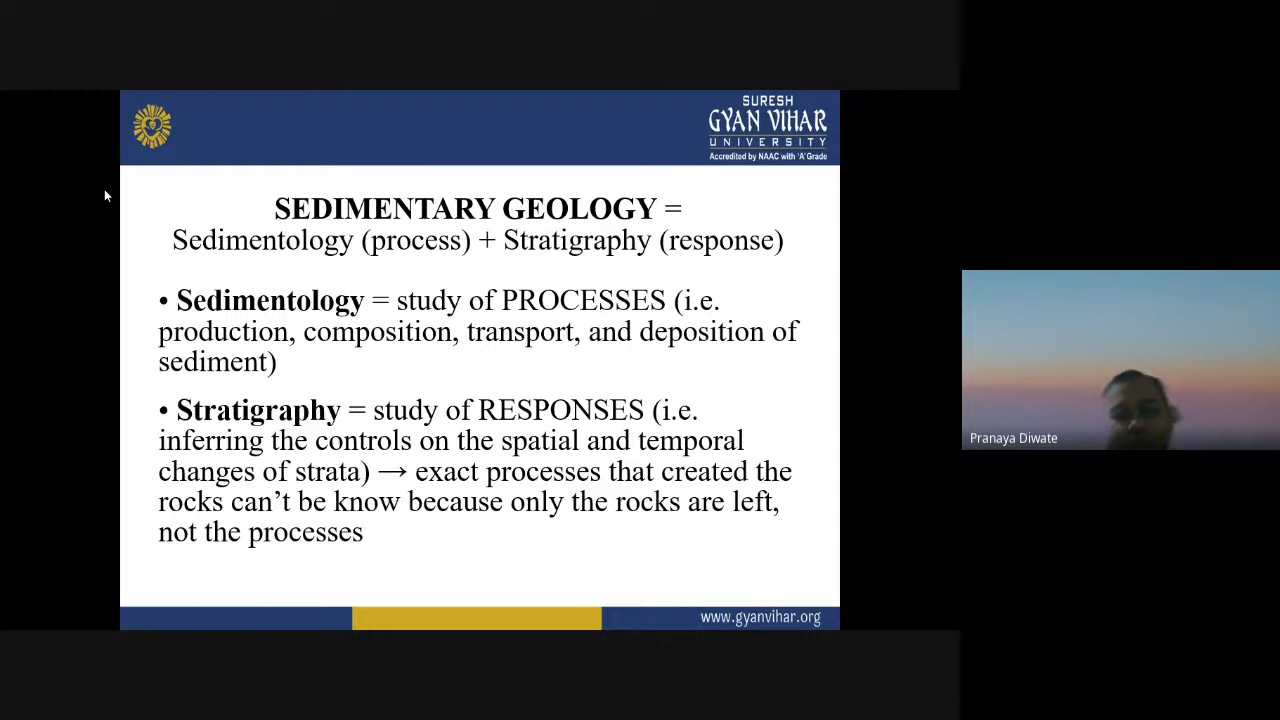 SURESH
GYAN VIHAR
UNIVERSITY
Accredited by NAAC with 'A' Grade
SEDIMENTARY GEOLOGY =
Sedimentology (process) + Stratigraphy (response)
• Sedimentology = study of PROCESSES (i.e.
production, composition, transport, and deposition of
sediment)
• Stratigraphy = study of RESPONSES (i.e.
inferring the controls on the spatial and temporal
changes of strata) → exact processes that created the
rocks can't be know because only the rocks are left,
not the processes
www.gyanvihar.org
Pranaya Diwate